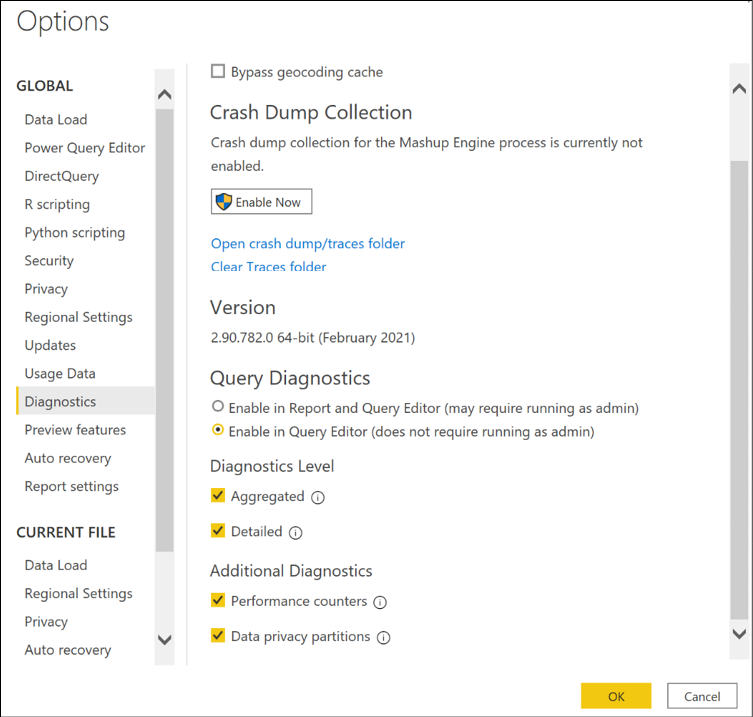 Options
GLOBAL
Data Load
Power Query Editor
DirectQuery
R scripting
Python scripting
Security
Privacy
Regional Settings
Updates
Usage Data
Diagnostics
Preview features
Auto recovery
Report settings
CURRENT FILE
Data Load
Regional Settings
Privacy
Auto recovery
Bypass geocoding cache
Crash Dump Collection
Crash dump collection for the Mashup Engine process is currently not
enabled.
Enable Now
Open crash dump/traces folder
Clear Traces folder
Version
2.90.782.0 64-bit (February 2021)
Query Diagnostics
Enable in Report and Query Editor (may require running as admin)
Enable in Query Editor (does not require running as admin)
Diagnostics Level
Aggregated
Detailed
Additional Diagnostics
Performance counters
Data privacy partitions
OK
Cancel